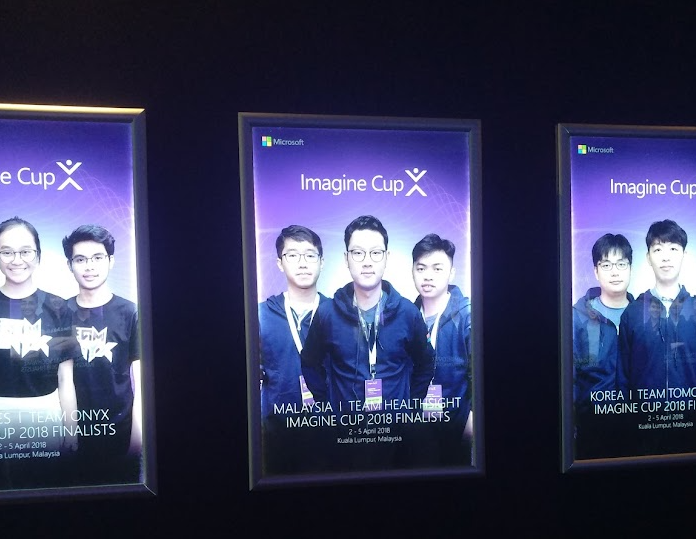 e Cup
ES | TEAM ONYX
CUP 2018 FINALISTS
2 - 5 April 2018
Lumpur, Malaysia
Microsoft
Imagine Cup
MALAYSIA | TEAM HEALTHSIGHT
IMAGINE CUP 2018 FINALISTS
2 - 5 April 2018
Kuala Lumpur, Malaysia
Microsoft
Imagine Cup
KOREA | TEAM TOMO
IMAGINE CUP 2018 FI
2 - 5 April 2018
Kuala Lumpur, Malaysia